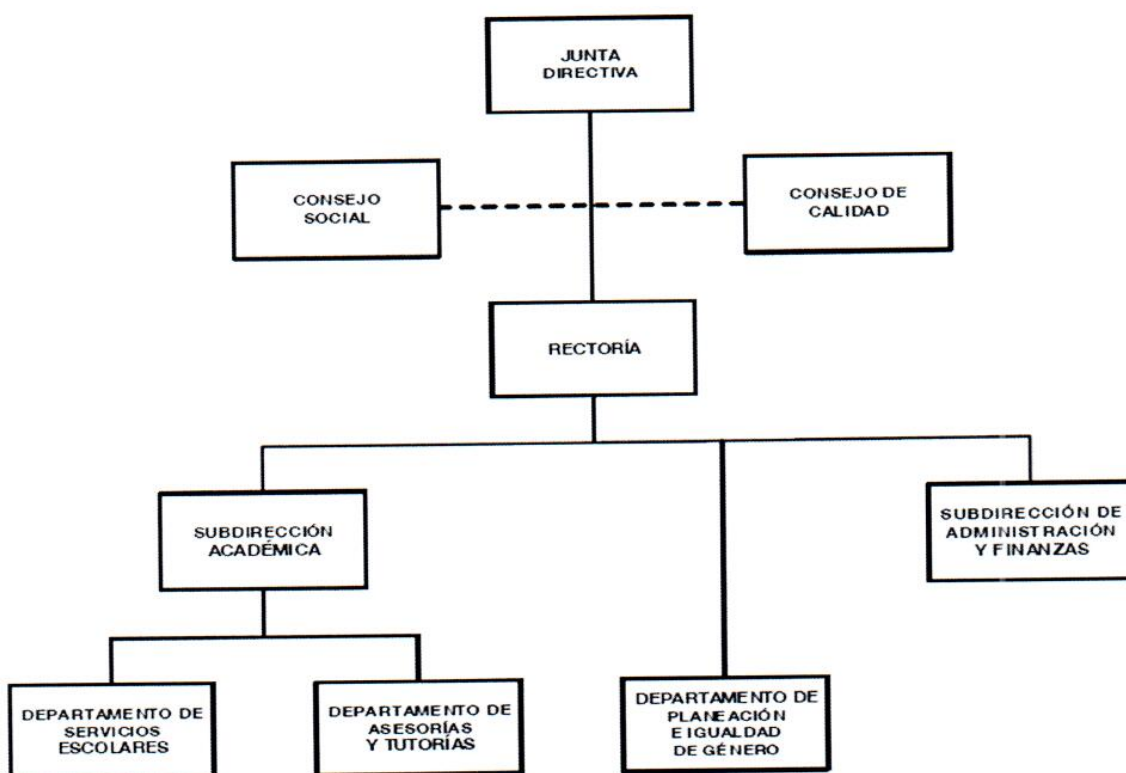 JUNTA
DIRECTIVA
CONSEJO
SOCIAL
CONSEJO DE
CALIDAD
RECTORÍA
SUBDIRECCIÓN
ACADÉMICA
SUBDIRECCIÓN DE
ADMINISTRACIÓN
Y FINANZAS
DEPARTAMENTO DE
SERVICIOS
ESCOLARES
DEPARTAMENTO DE
ASESORÍAS
Y TUTORÍAS
DEPARTAMENTO DE
PLANEACIÓN
E IGUALDAD
DE GÉNERO